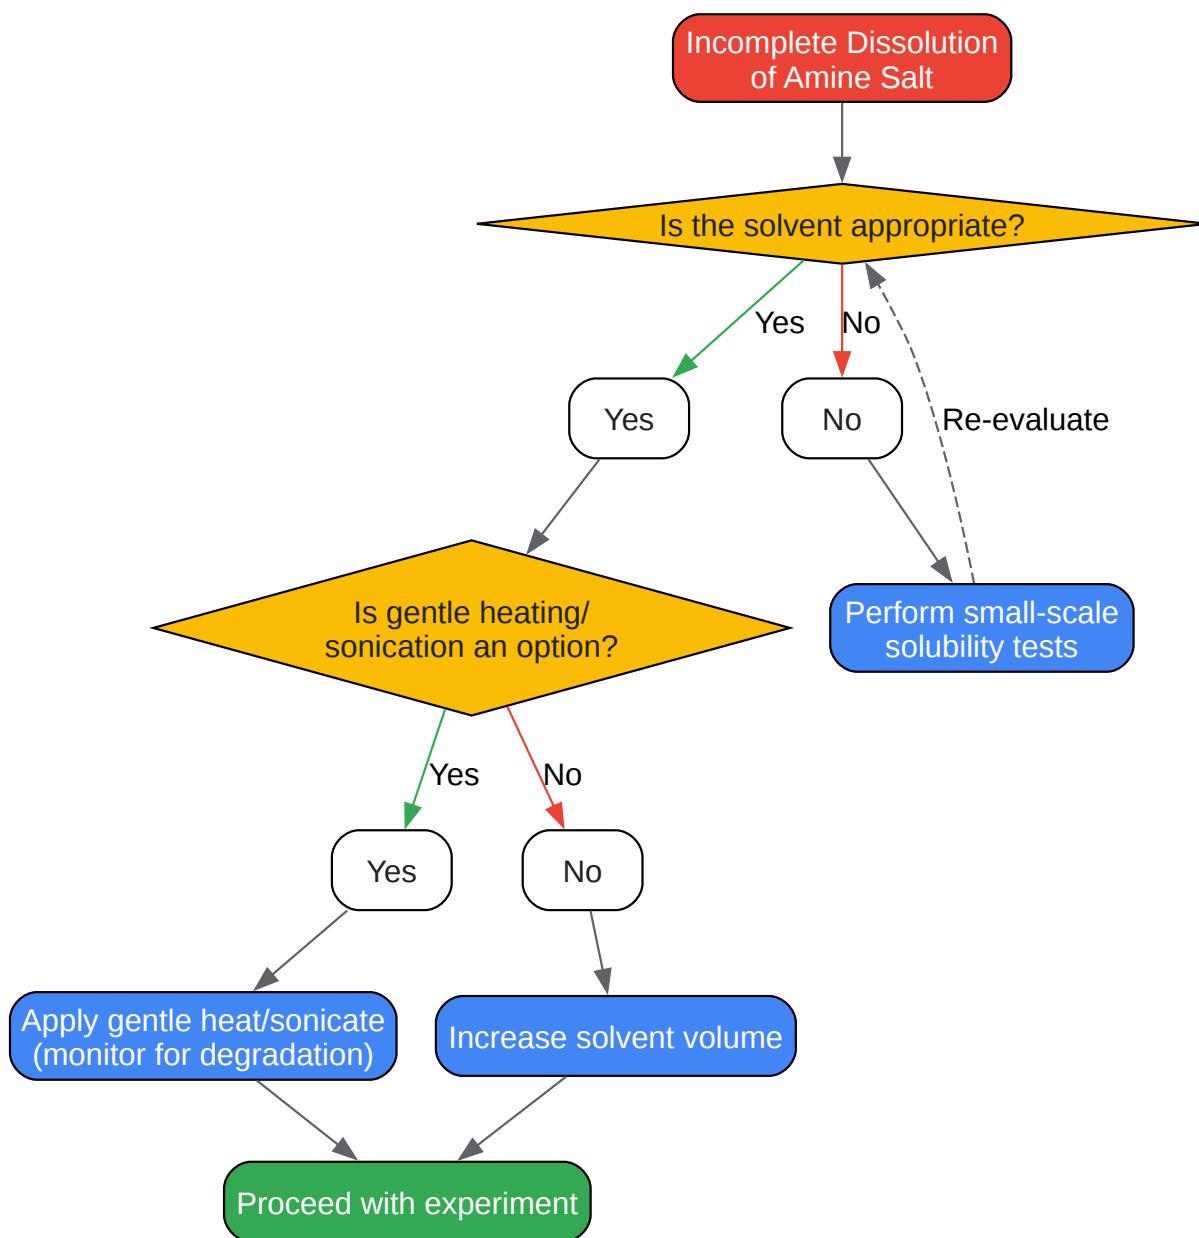 Incomplete Dissolution
of Amine Salt
Is the solvent appropriate?
Yes
No
Yes
No
Re-evaluate
Is gentle heating/
sonication an option?
Perform small-scale
solubility tests
Yes
No
Yes
No
Apply gentle heat/sonicate
(monitor for degradation)
Increase solvent volume
Proceed with experiment